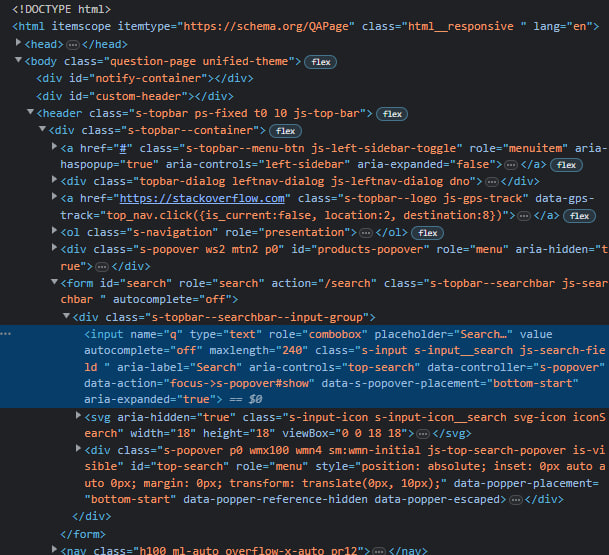 <!DOCTYPE html>
<html itemscope itemtype="https://schema.org/QAPage" class="html__responsive " lang="en">
<head>⋯</head>
<body class="question-page unified-theme"> flex
<div id="notify-container"></div>
<div id="custom-header"></div>
<header class="s-topbar ps-fixed t0 l0 js-top-bar"> flex
<div class="s-topbar--container"> flex
<a href="#" class="s-topbar--menu-btn js-left-sidebar-toggle" role="menuitem" aria-
haspopup="true" aria-controls="left-sidebar" aria-expanded="false">⋯</a> flex
<div class="topbar-dialog leftnav-dialog js-leftnav-dialog dno">⋯</div>
<a href="https://stackoverflow.com" class="s-topbar--logo js-gps-track" data-gps-
track="top_nav.click({is_current:false, location:2, destination:8})">⋯</a> flex
<ol class="s-navigation" role="presentation">⋯</ol> flex
<div class="s-popover ws2 mtn2 p0" id="products-popover" role="menu" aria-hidden="t
rue">⋯</div>
<form id="search" role="search" action="/search" class="s-topbar--searchbar js-sear
chbar " autocomplete="off">
<div class="s-topbar--searchbar--input-group">
⋯ <input name="q" type="text" role="combobox" placeholder="Search…" value
autocomplete="off" maxlength="240" class="s-input s-input__search js-search-fie
ld " aria-label="Search" aria-controls="top-search" data-controller="s-popover"
data-action="focus->s-popover#show" data-s-popover-placement="bottom-start"
aria-expanded="true"> == $0
<svg aria-hidden="true" class="s-input-icon s-input-icon__search svg-icon iconS
earch" width="18" height="18" viewBox="0 0 18 18">⋯</svg>
<div class="s-popover p0 wmx100 wmn4 sm:wmn-initial js-top-search-popover is-vi
sible" id="top-search" role="menu" style="position: absolute; inset: 0px auto a
uto 0px; margin: 0px; transform: translate(0px, 10px);" data-popper-placement=
"bottom-start" data-popper-reference-hidden data-popper-escaped>⋯</div>
</div>
</form>
<nav class="h100 ml-auto overflow-x-auto pr12">⋯</nav>